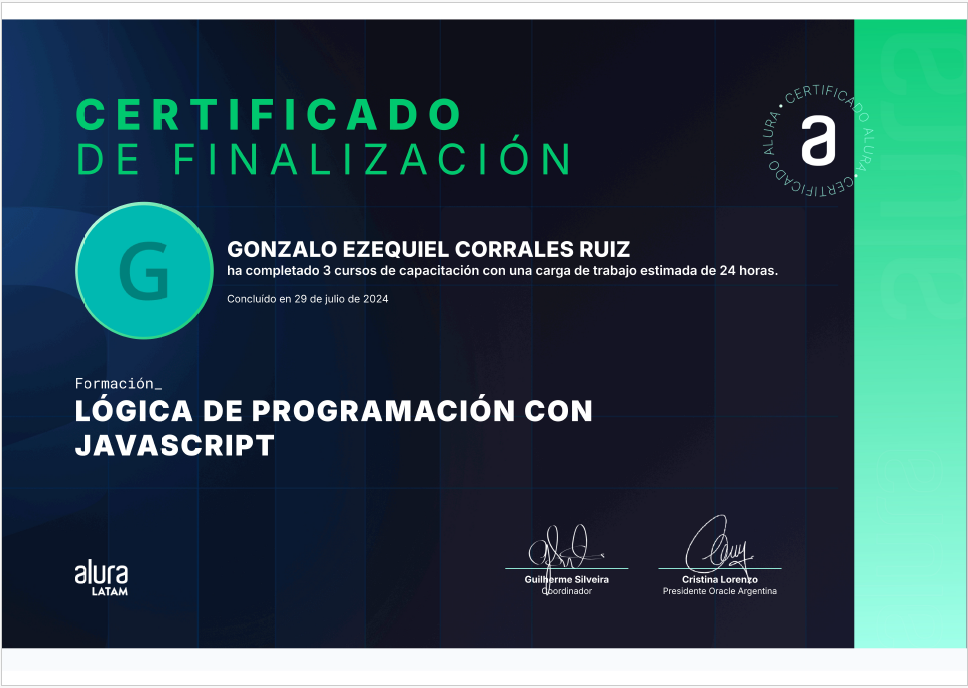 CERTIFICADO
DE FINALIZACIÓN
CERTIFICADO ALURA • CERTIFICADO ALURA •
a
G
GONZALO EZEQUIEL CORRALES RUIZ
ha completado 3 cursos de capacitación con una carga de trabajo estimada de 24 horas.
Concluído en 29 de julio de 2024
Formación_
LÓGICA DE PROGRAMACIÓN CON
JAVASCRIPT
alura
LATAM
Guilherme Silveira
Coordinador
Cristina Lorenzo
Presidente Oracle Argentina
alura